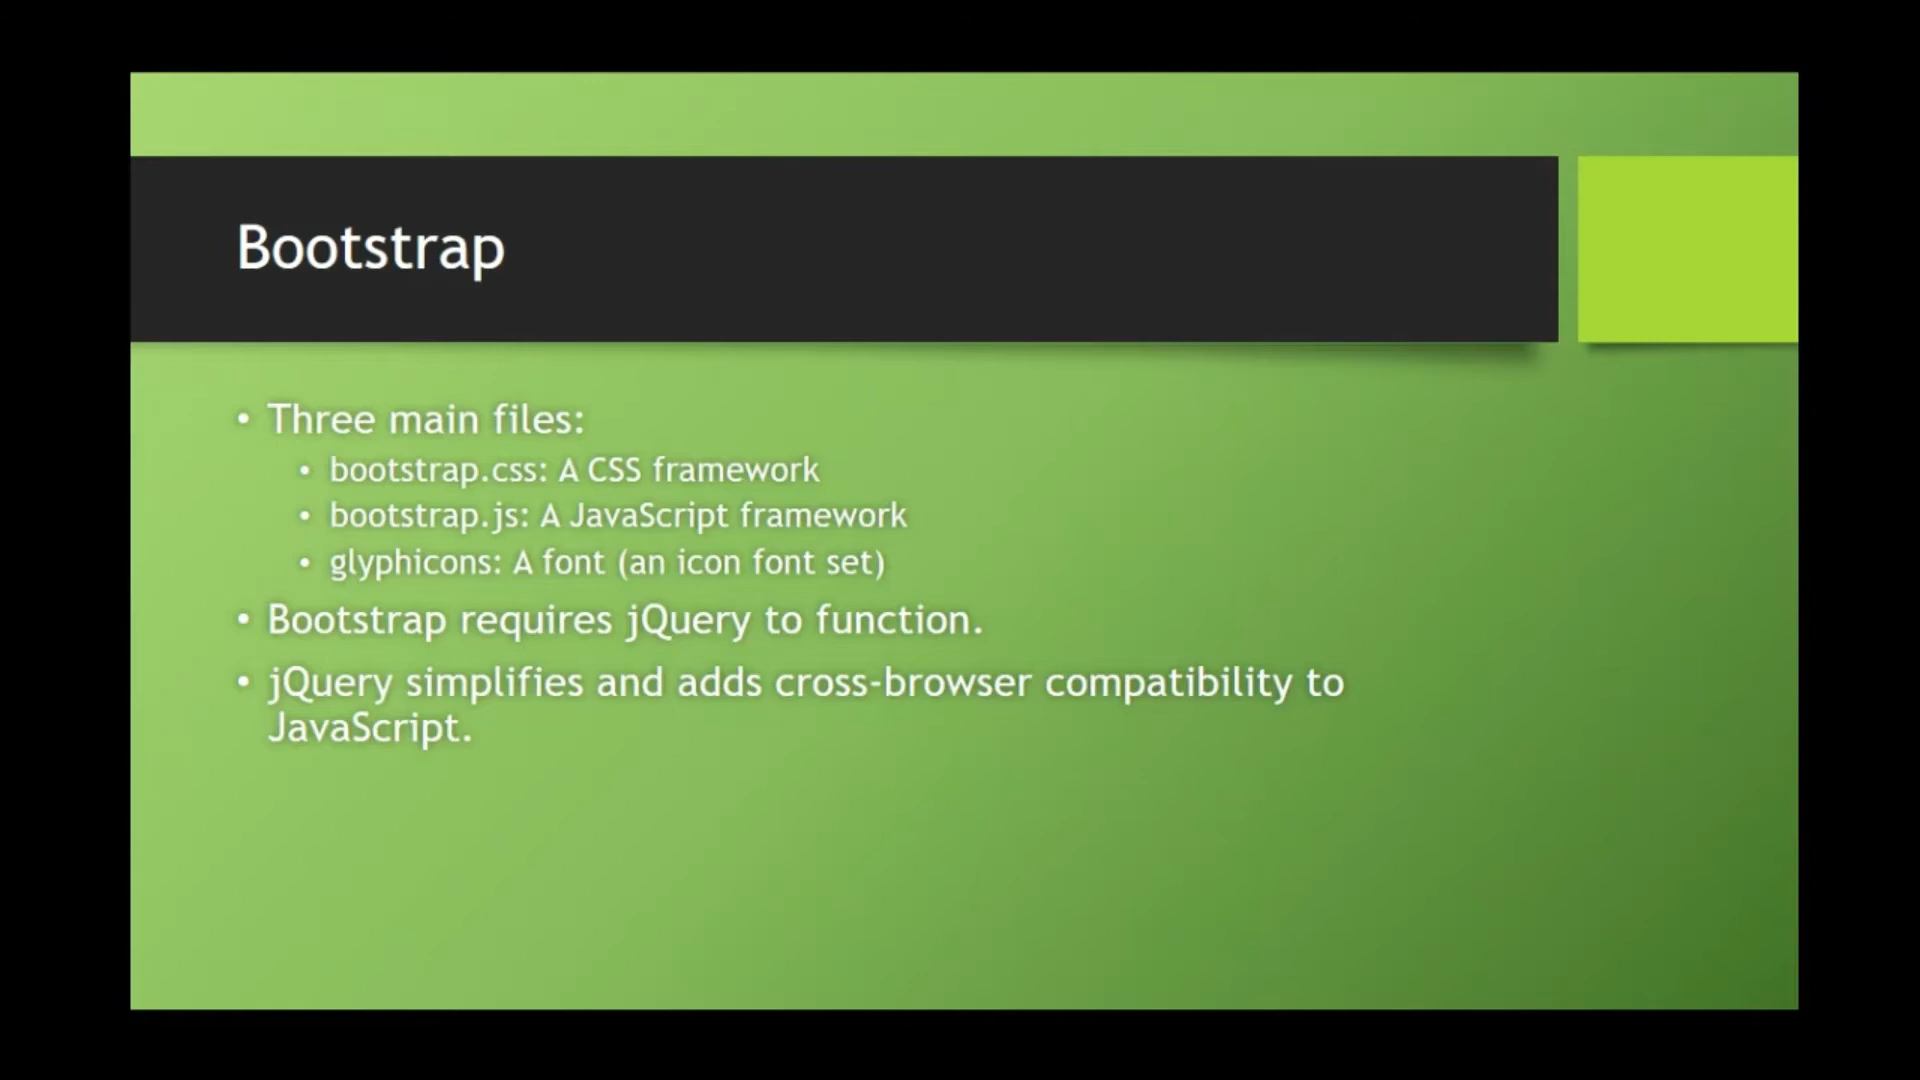 Bootstrap
• Three main files:
• bootstrap.css: A CSS framework
• bootstrap.js: A JavaScript framework
• glyphicons: A font (an icon font set)
• Bootstrap requires jQuery to function.
• jQuery simplifies and adds cross-browser compatibility to
JavaScript.